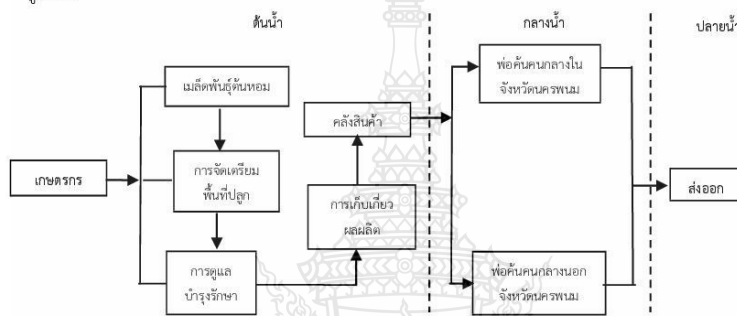 ต้นน้ำ
กลางน้ำ
ปลายน้ำ
เมล็ดพันธุ์ต้นหอม
พ่อค้นคนกลางใน
จังหวัดนครพนม
คลังสินค้า
เกษตรกร
การจัดเตรียม
พื้นที่ปลูก
การเก็บเกี่ยว
ผลผลิต
ส่งออก
การดูแล
บำรุงรักษา
พ่อค้นคนกลางนอก
จังหวัดนครพนม